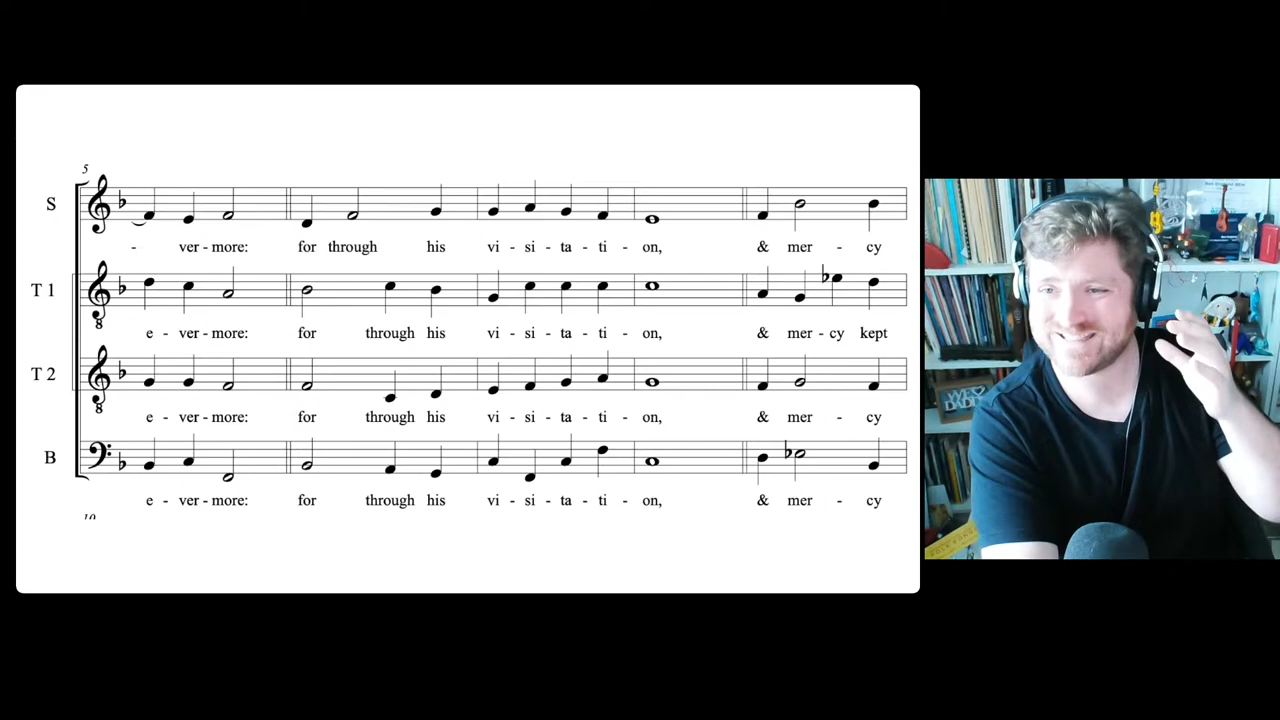 5
S
- ver - more: for through his vi - si - ta - ti - on, & mer - cy
T 1
e - ver - more: for through his vi - si - ta - ti - on, & mer - cy kept
T 2
e - ver - more: for through his vi - si - ta - ti - on, & mer - cy
B
e - ver - more: for through his vi - si - ta - ti - on, & mer - cy
10
DADDY